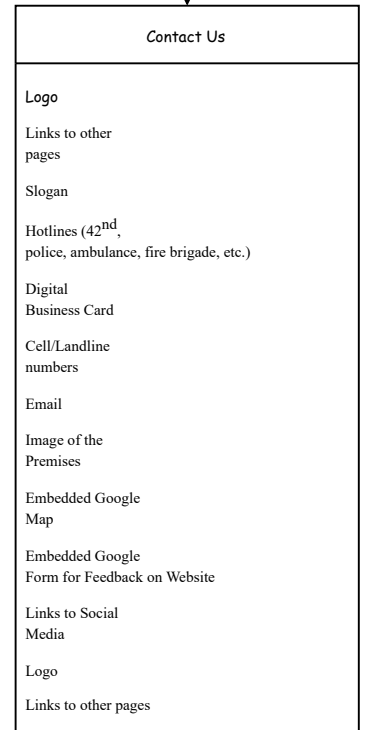 Contact Us
Logo
Links to other
pages
Slogan
Hotlines (42nd,
police, ambulance, fire brigade, etc.)
Digital
Business Card
Cell/Landline
numbers
Email
Image of the
Premises
Embedded Google
Map
Embedded Google
Form for Feedback on Website
Links to Social
Media
Logo
Links to other pages